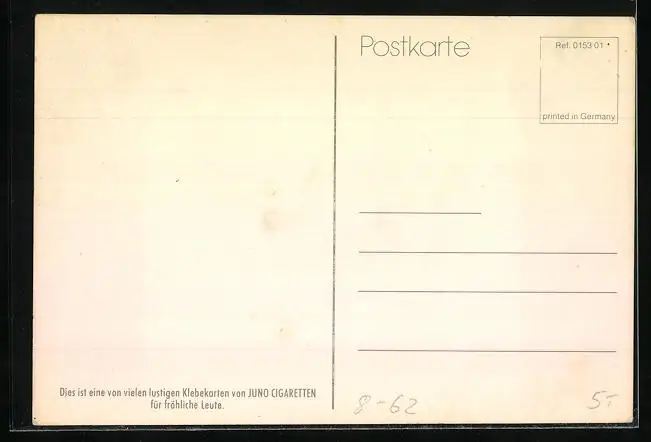 Postkarte
Ref. 0153 01
printed in Germany
Dies ist eine von vielen lustigen Klebekarten von JUNO CIGARETTEN
für fröhliche Leute.
8-62
5.-